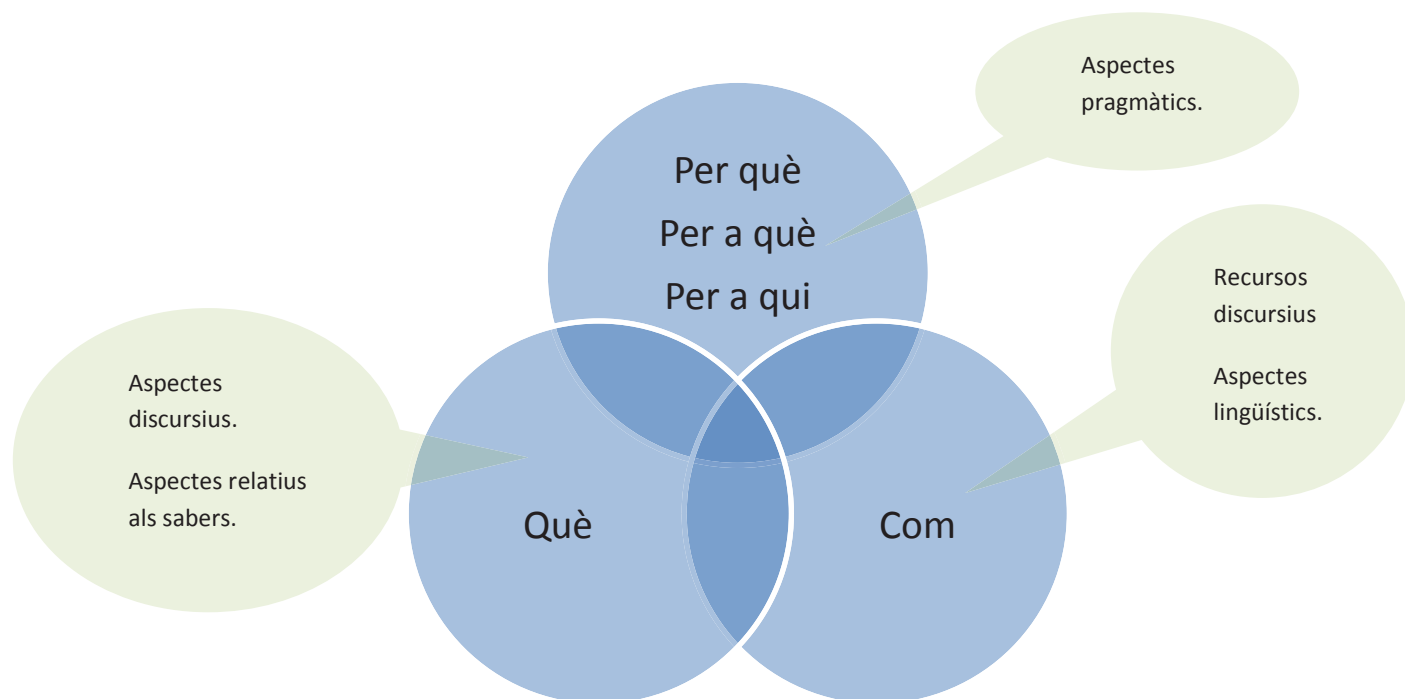 Aspectes
pragmàtics.
Per què
Per a què
Per a qui
Recursos
discursius
Aspectes
lingüístics.
Aspectes
discursius.
Aspectes relatius
als sabers.
Què
Com